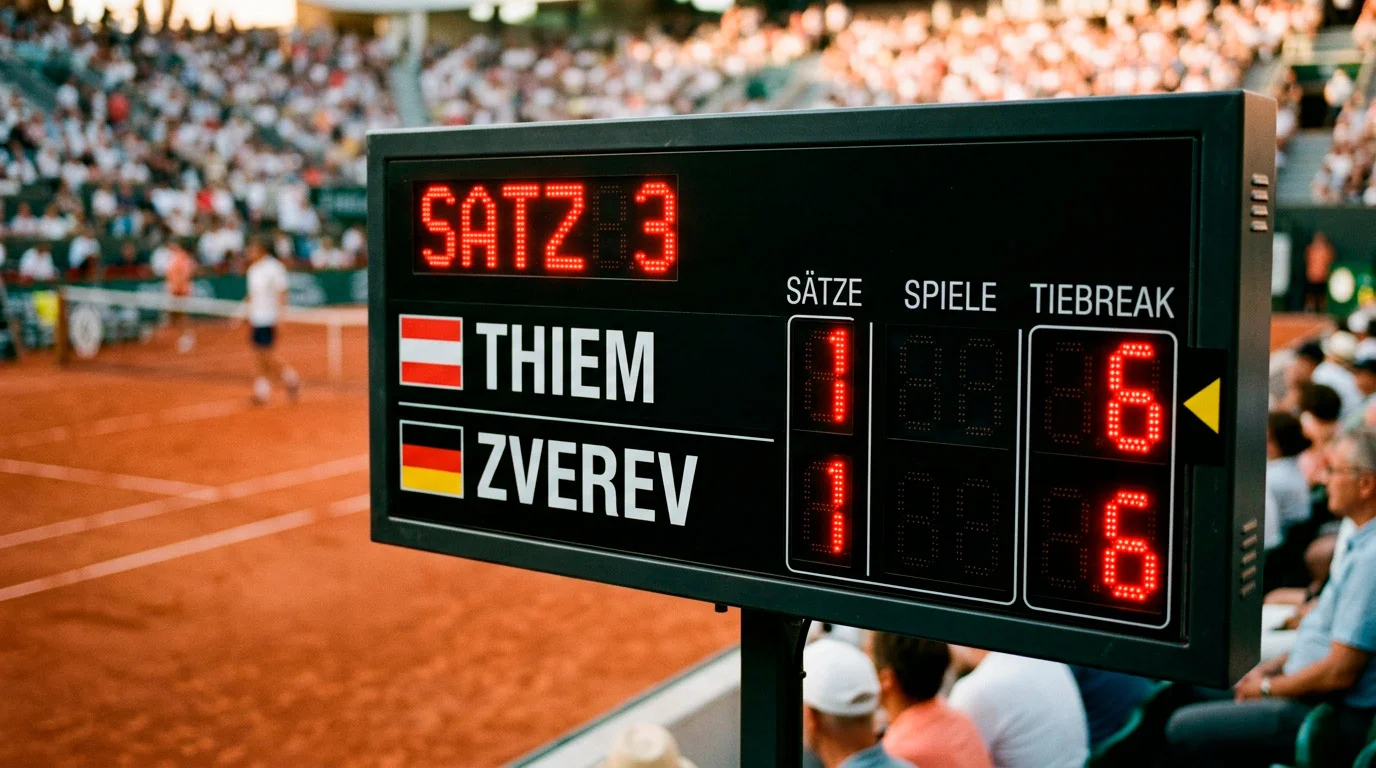 SATZ 3
SÄTZE SPIELE TIEBREAK
THIEM 1 6
ZVEREV 1 6